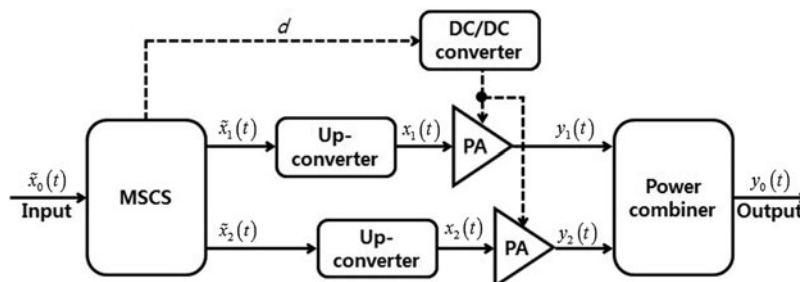 d
DC/DC
converter
x̃₁(t)
Up-
converter
x₁(t)
PA
y₁(t)
x̃₀(t)
Input
MSCS
Power
combiner
y₀(t)
Output
x̃₂(t)
Up-
converter
x₂(t)
PA
y₂(t)